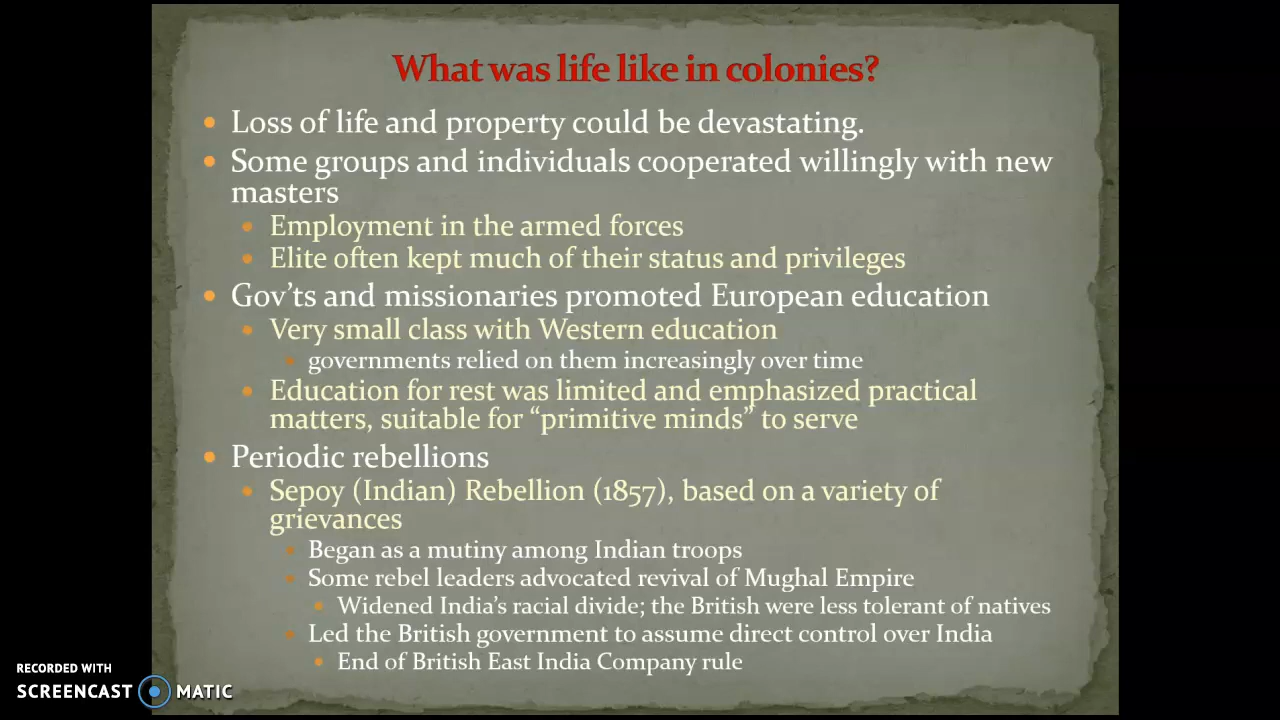 What was life like in colonies?
• Loss of life and property could be devastating.
• Some groups and individuals cooperated willingly with new
masters
• Employment in the armed forces
• Elite often kept much of their status and privileges
• Gov'ts and missionaries promoted European education
• Very small class with Western education
• governments relied on them increasingly over time
• Education for rest was limited and emphasized practical
matters, suitable for “primitive minds” to serve
• Periodic rebellions
• Sepoy (Indian) Rebellion (1857), based on a variety of
grievances
• Began as a mutiny among Indian troops
• Some rebel leaders advocated revival of Mughal Empire
• Widened India's racial divide; the British were less tolerant of natives
• Led the British government to assume direct control over India
• End of British East India Company rule
RECORDED WITH
SCREENCAST MATIC